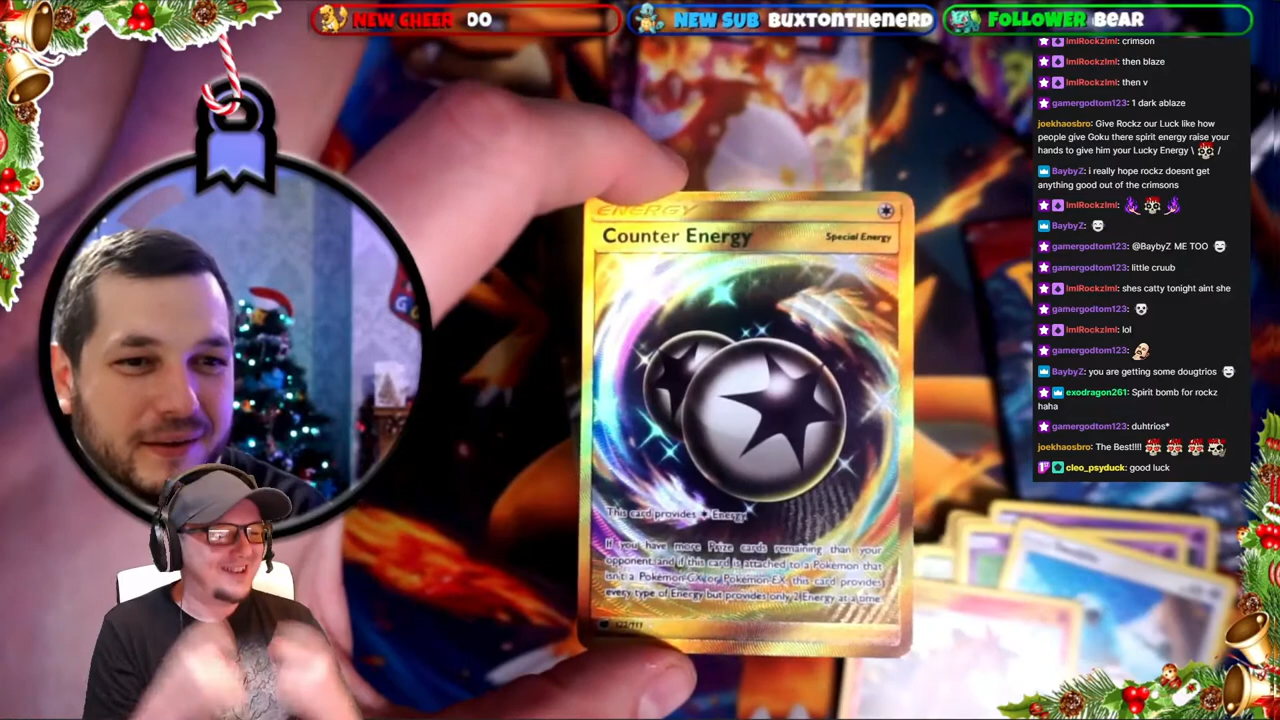 NEW CHEER DO
NEW SUB BUXTONTHENERD
FOLLOWER BEAR
ImIRockzImI: crimson
ImIRockzImI: then blaze
ImIRockzImI: then v
gamergodtom123: 1 dark ablaze
joekhaosbro: Give Rockz our Luck like how
people give Goku there spirit energy raise your
hands to give him your Lucky Energy \ /
BaybyZ: i really hope rockz doesnt get
anything good out of the crimsons
ImIRockzImI:
BaybyZ:
gamergodtom123: @BaybyZ ME TOO
gamergodtom123: little cruub
ImIRockzImI: shes catty tonight aint she
gamergodtom123:
ImIRockzImI: lol
gamergodtom123:
BaybyZ: you are getting some dougtrios
exodragon261: Spirit bomb for rockz
haha
gamergodtom123: duhtrios*
joekhaosbro: The Best!!!!
cleo_psyduck: good luck
ENERGY
Counter Energy Special Energy
This card provides Energy.
If you have more Prize cards remaining than your
opponent, and if this card is attached to a Pokémon that
isn't a Pokémon-GX or Pokémon-EX, this card provides
every type of Energy but provides only 2 Energy at a time.